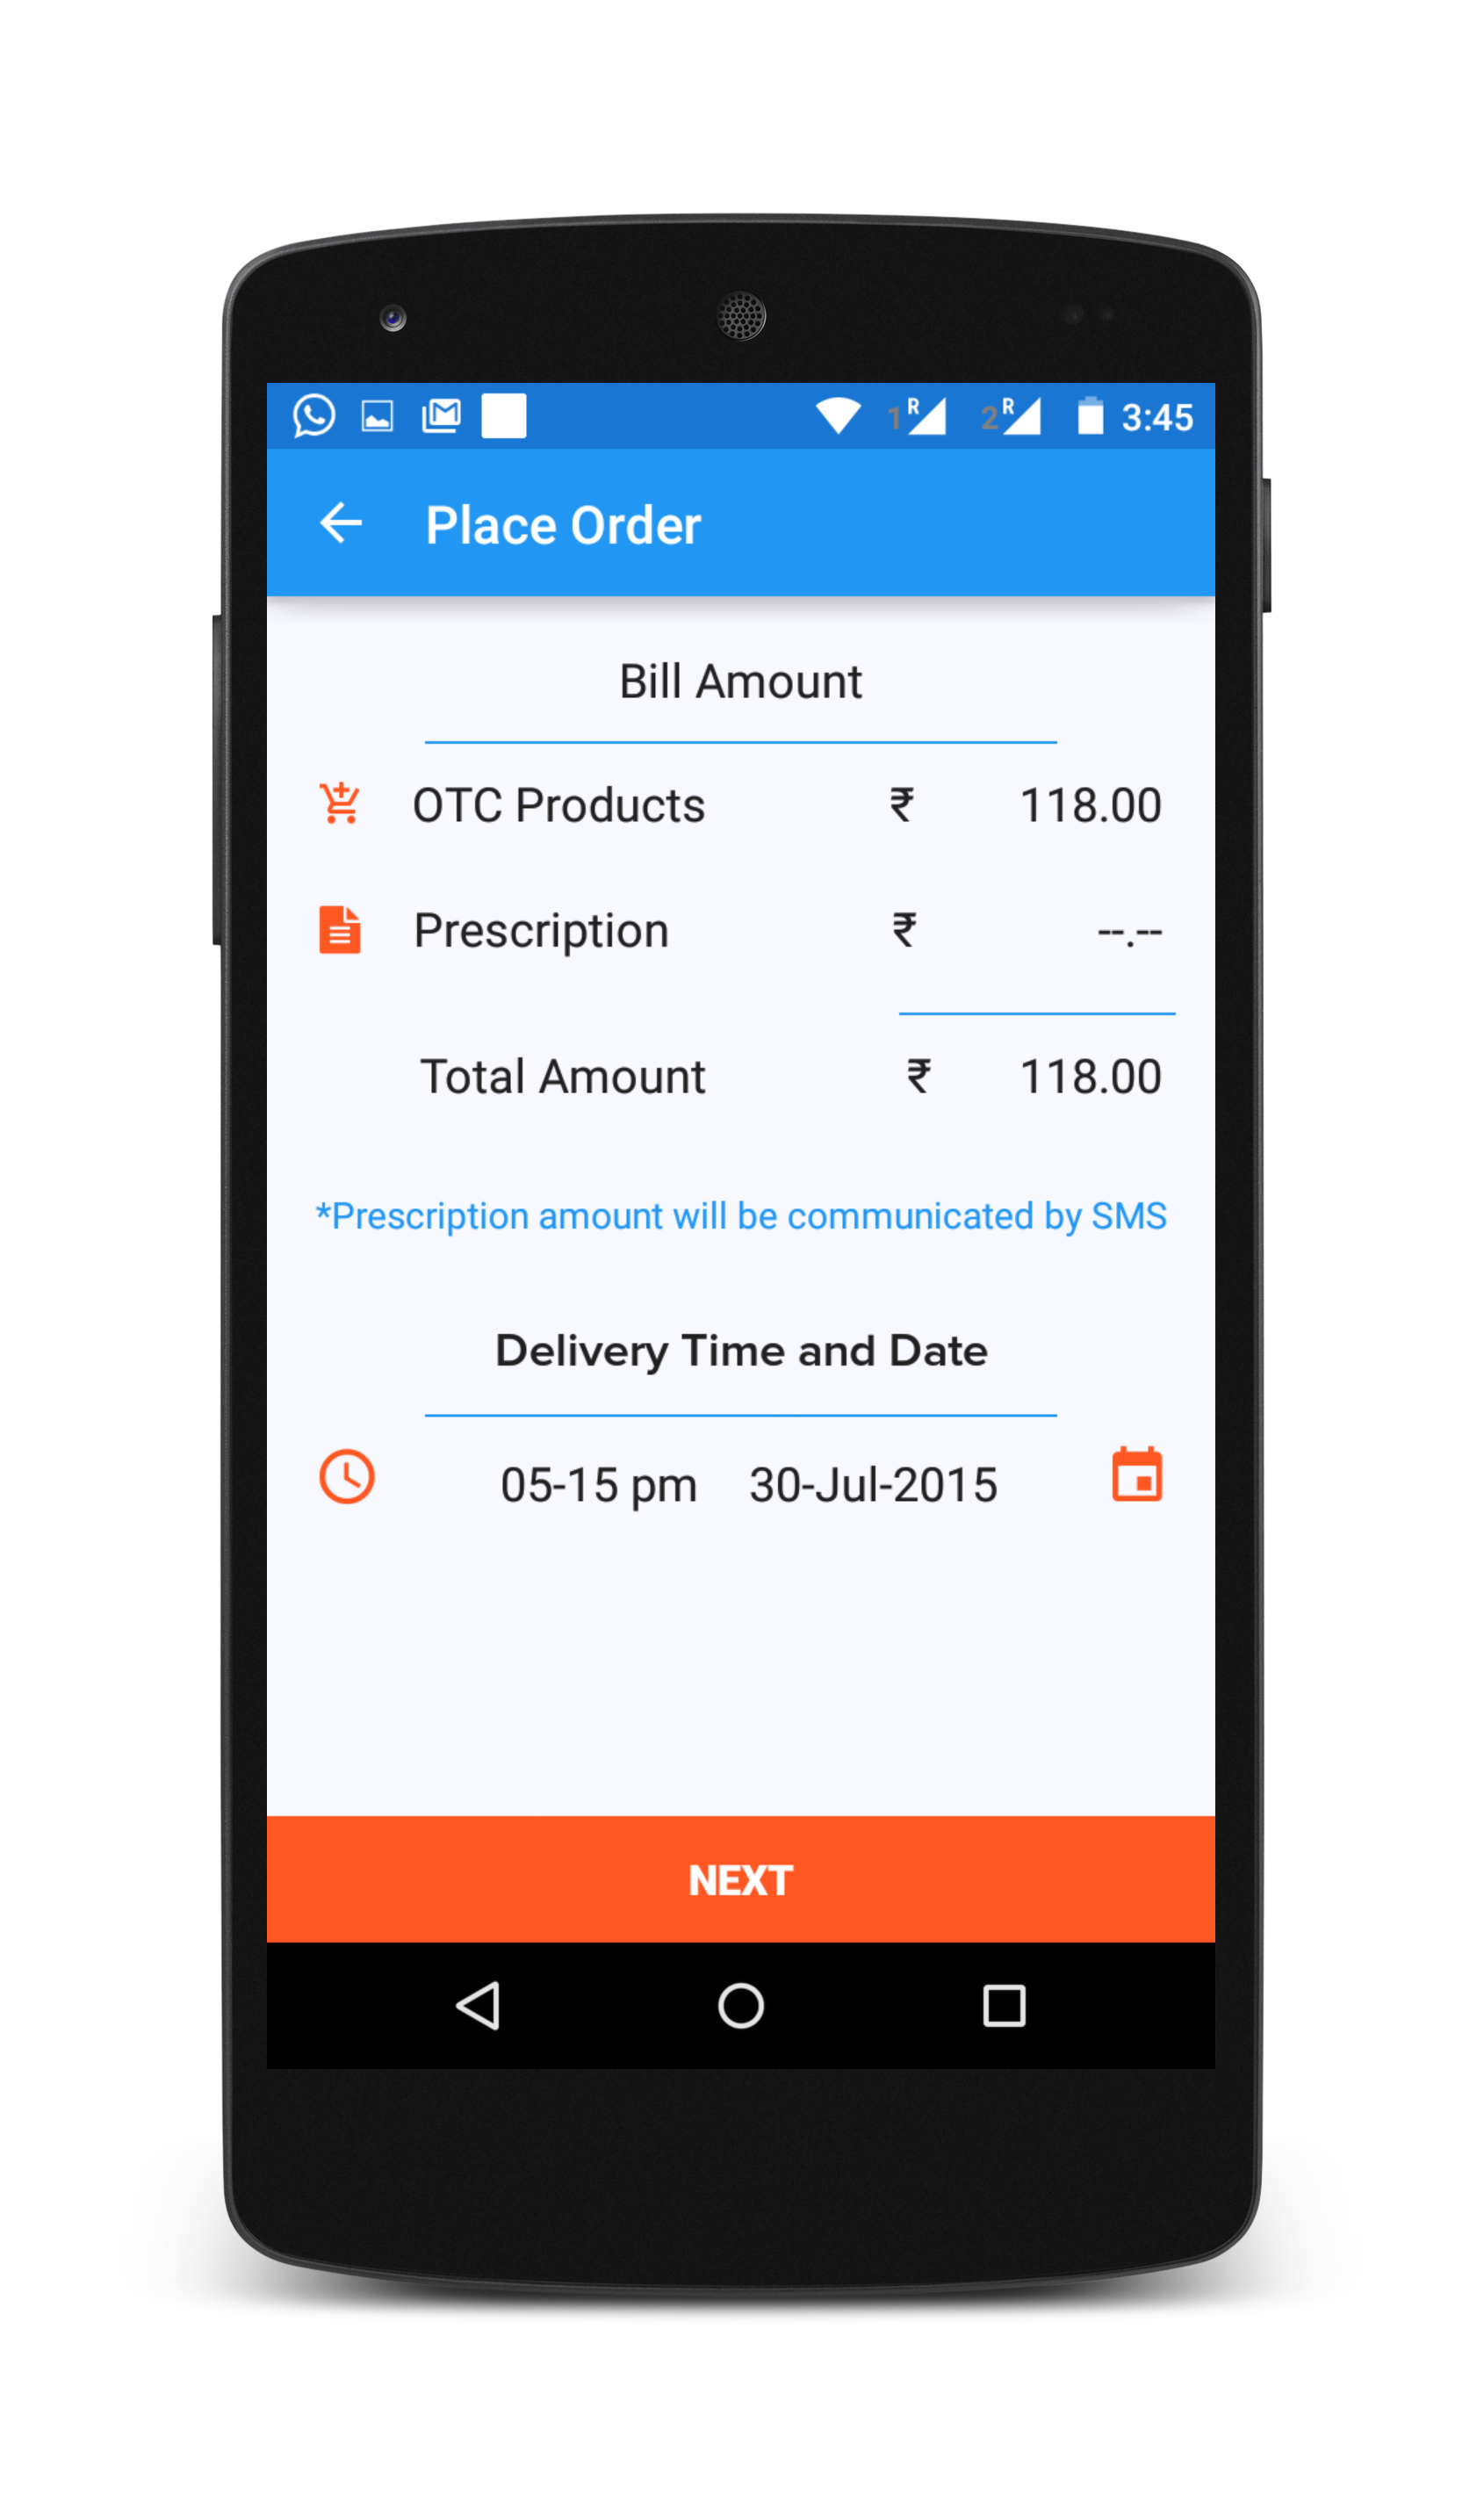 1 R 2 R 3:45
Place Order
Bill Amount
OTC Products ₹ 118.00
Prescription ₹ --.--
Total Amount ₹ 118.00
*Prescription amount will be communicated by SMS
Delivery Time and Date
05-15 pm 30-Jul-2015
NEXT